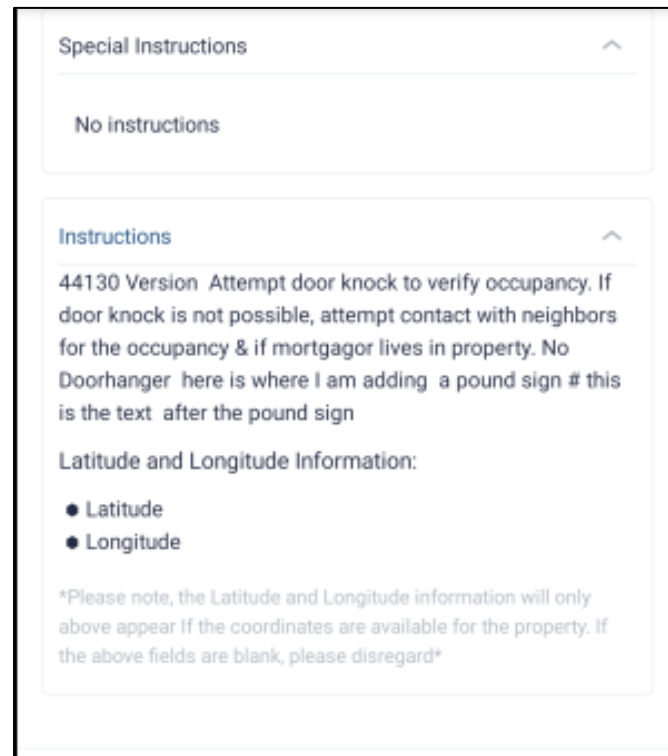 Special Instructions
No instructions
Instructions
44130 Version  Attempt door knock to verify occupancy. If
door knock is not possible, attempt contact with neighbors
for the occupancy & if mortgagor lives in property. No
Doorhanger  here is where I am adding  a pound sign # this
is the text  after the pound sign
Latitude and Longitude Information:
● Latitude
● Longitude
*Please note, the Latitude and Longitude information will only
above appear If the coordinates are available for the property. If
the above fields are blank, please disregard*